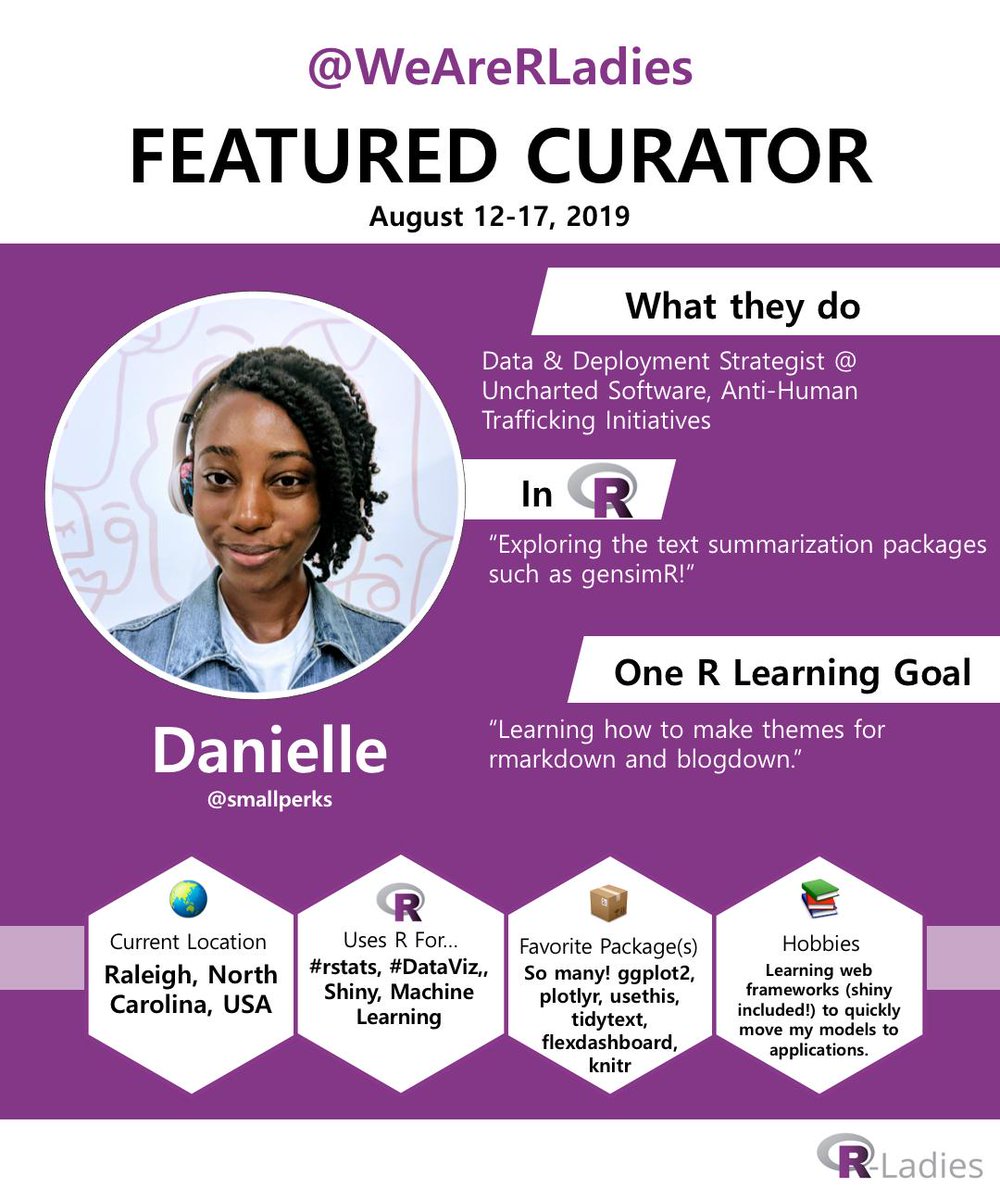 @WeAreRLadies
FEATURED CURATOR
August 12-17, 2019
What they do
Data & Deployment Strategist @
Uncharted Software, Anti-Human
Trafficking Initiatives
In R
“Exploring the text summarization packages
such as gensimR!”
One R Learning Goal
“Learning how to make themes for
rmarkdown and blogdown.”
Danielle
@smallperks
Current Location
Raleigh, North
Carolina, USA
R
Uses R For...
#rstats, #DataViz,,
Shiny, Machine
Learning
Favorite Package(s)
So many! ggplot2,
plotlyr, usethis,
tidytext,
flexdashboard,
knitr
Hobbies
Learning web
frameworks (shiny
included!) to quickly
move my models to
applications.
R-Ladies